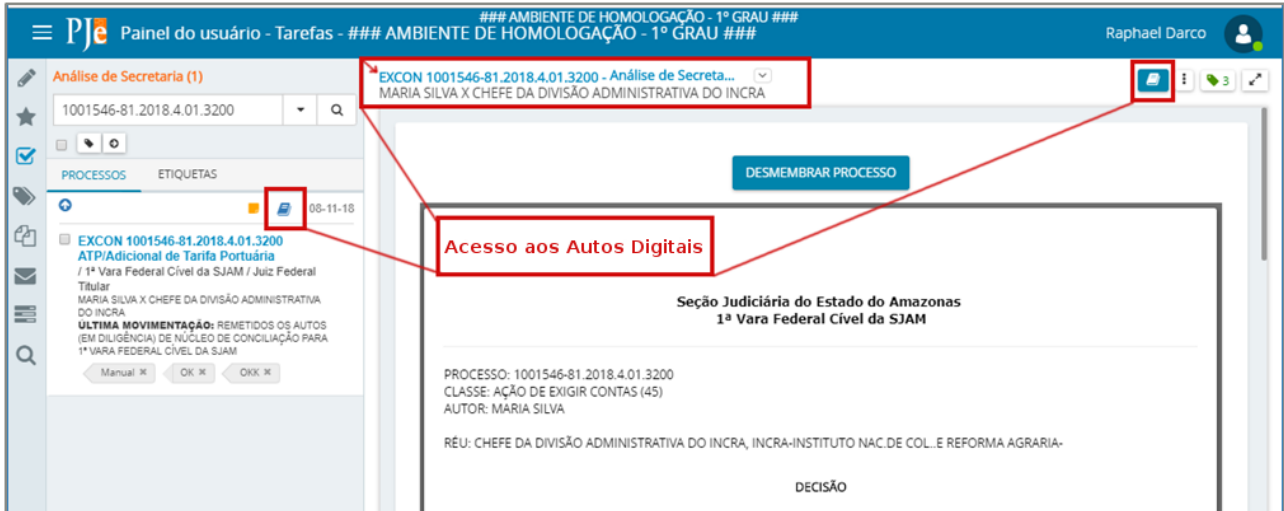 ### AMBIENTE DE HOMOLOGAÇÃO - 1º GRAU ###
PJe Painel do usuário - Tarefas - ### AMBIENTE DE HOMOLOGAÇÃO - 1º GRAU ###
Raphael Darco
Análise de Secretaria (1)
1001546-81.2018.4.01.3200
PROCESSOS ETIQUETAS
08-11-18
EXCON 1001546-81.2018.4.01.3200
ATP/Adicional de Tarifa Portuária
/ 1ª Vara Federal Cível da SJAM / Juiz Federal
Titular
MARIA SILVA X CHEFE DA DIVISÃO ADMINISTRATIVA
DO INCRA
ÚLTIMA MOVIMENTAÇÃO: REMETIDOS OS AUTOS
(EM DILIGÊNCIA) DE NÚCLEO DE CONCILIAÇÃO PARA
1ª VARA FEDERAL CÍVEL DA SJAM
Manual × OK × OKK ×
EXCON 1001546-81.2018.4.01.3200 - Análise de Secreta...
MARIA SILVA X CHEFE DA DIVISÃO ADMINISTRATIVA DO INCRA
3
DESMEMBRAR PROCESSO
Acesso aos Autos Digitais
Seção Judiciária do Estado do Amazonas
1ª Vara Federal Cível da SJAM
PROCESSO: 1001546-81.2018.4.01.3200
CLASSE: AÇÃO DE EXIGIR CONTAS (45)
AUTOR: MARIA SILVA
RÉU: CHEFE DA DIVISÃO ADMINISTRATIVA DO INCRA, INCRA-INSTITUTO NAC.DE COL..E REFORMA AGRARIA-
DECISÃO